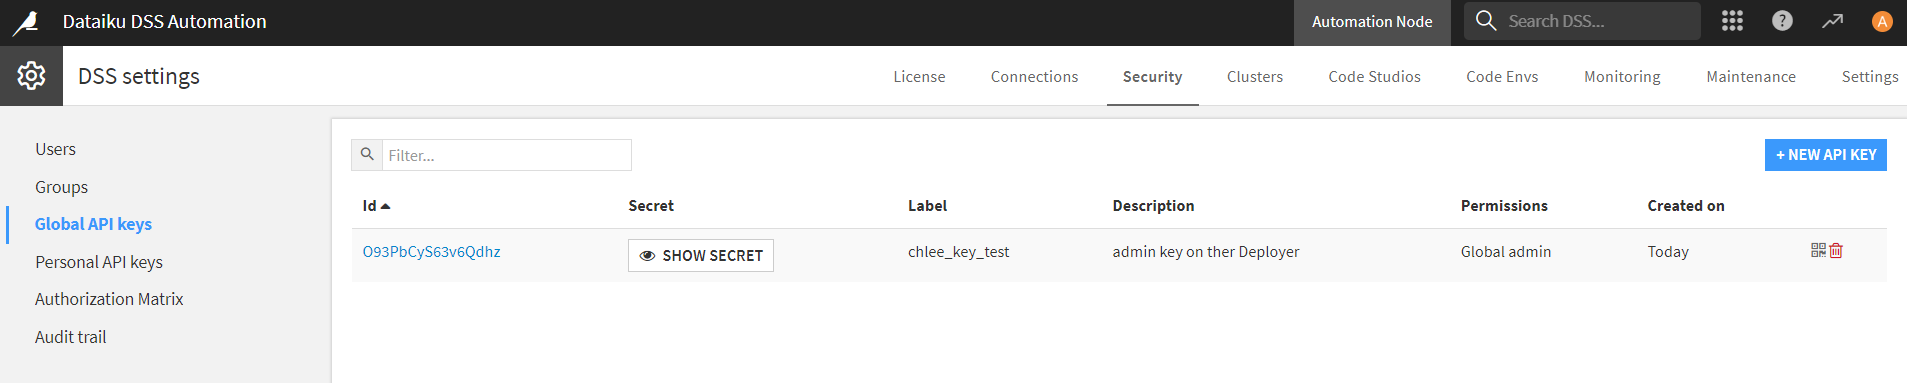 Dataiku DSS Automation
Automation Node
Search DSS...
?
A
DSS settings
License Connections Security Clusters Code Studios Code Envs Monitoring Maintenance Settings
Users
Groups
Global API keys
Personal API keys
Authorization Matrix
Audit trail
Filter...
+ NEW API KEY
Id Secret Label Description Permissions Created on
O93PbCyS63v6Qdhz SHOW SECRET chlee_key_test admin key on ther Deployer Global admin Today